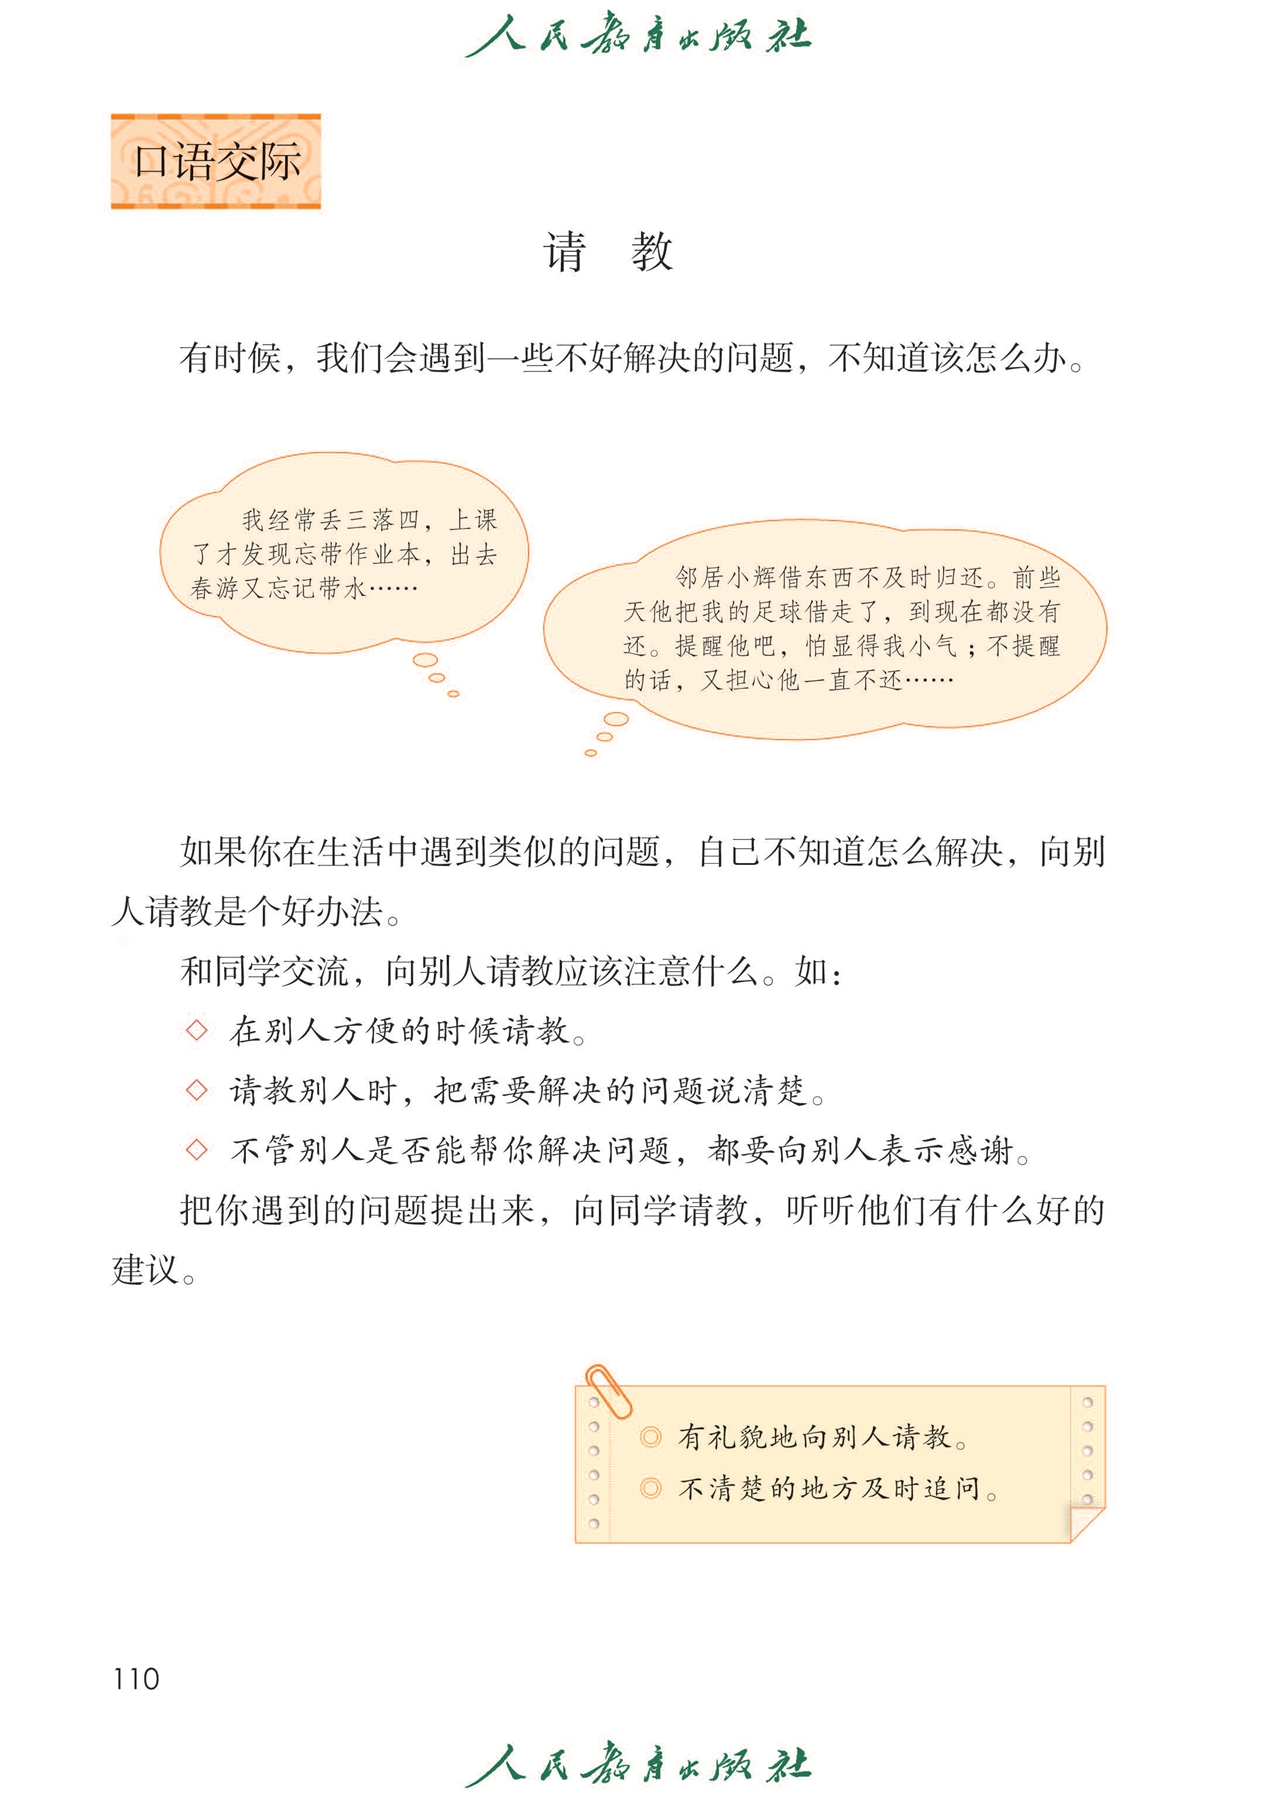 人民教育出版社
口语交际
请 教
有时候，我们会遇到一些不好解决的问题，不知道该怎么办。
我经常丢三落四，上课
了才发现忘带作业本，出去
春游又忘记带水……
邻居小辉借东西不及时归还。前些
天他把我的足球借走了，到现在都没有
还。提醒他吧，怕显得我小气；不提醒
的话，又担心他一直不还……
如果你在生活中遇到类似的问题，自己不知道怎么解决，向别
人请教是个好办法。
和同学交流，向别人请教应该注意什么。如：
◇ 在别人方便的时候请教。
◇ 请教别人时，把需要解决的问题说清楚。
◇ 不管别人是否能帮你解决问题，都要向别人表示感谢。
把你遇到的问题提出来，向同学请教，听听他们有什么好的
建议。
◎ 有礼貌地向别人请教。
◎ 不清楚的地方及时追问。
110
人民教育出版社